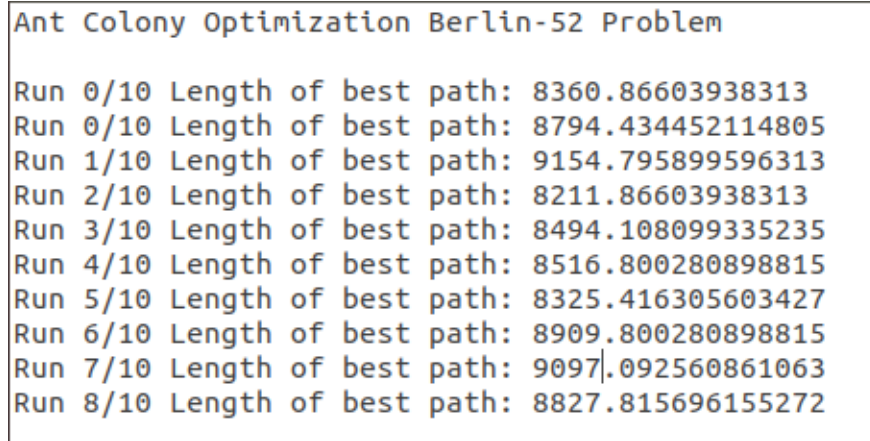 Ant Colony Optimization Berlin-52 Problem
Run 0/10 Length of best path: 8360.86603938313
Run 0/10 Length of best path: 8794.434452114805
Run 1/10 Length of best path: 9154.795899596313
Run 2/10 Length of best path: 8211.86603938313
Run 3/10 Length of best path: 8494.108099335235
Run 4/10 Length of best path: 8516.800280898815
Run 5/10 Length of best path: 8325.416305603427
Run 6/10 Length of best path: 8909.800280898815
Run 7/10 Length of best path: 9097.092560861063
Run 8/10 Length of best path: 8827.815696155272